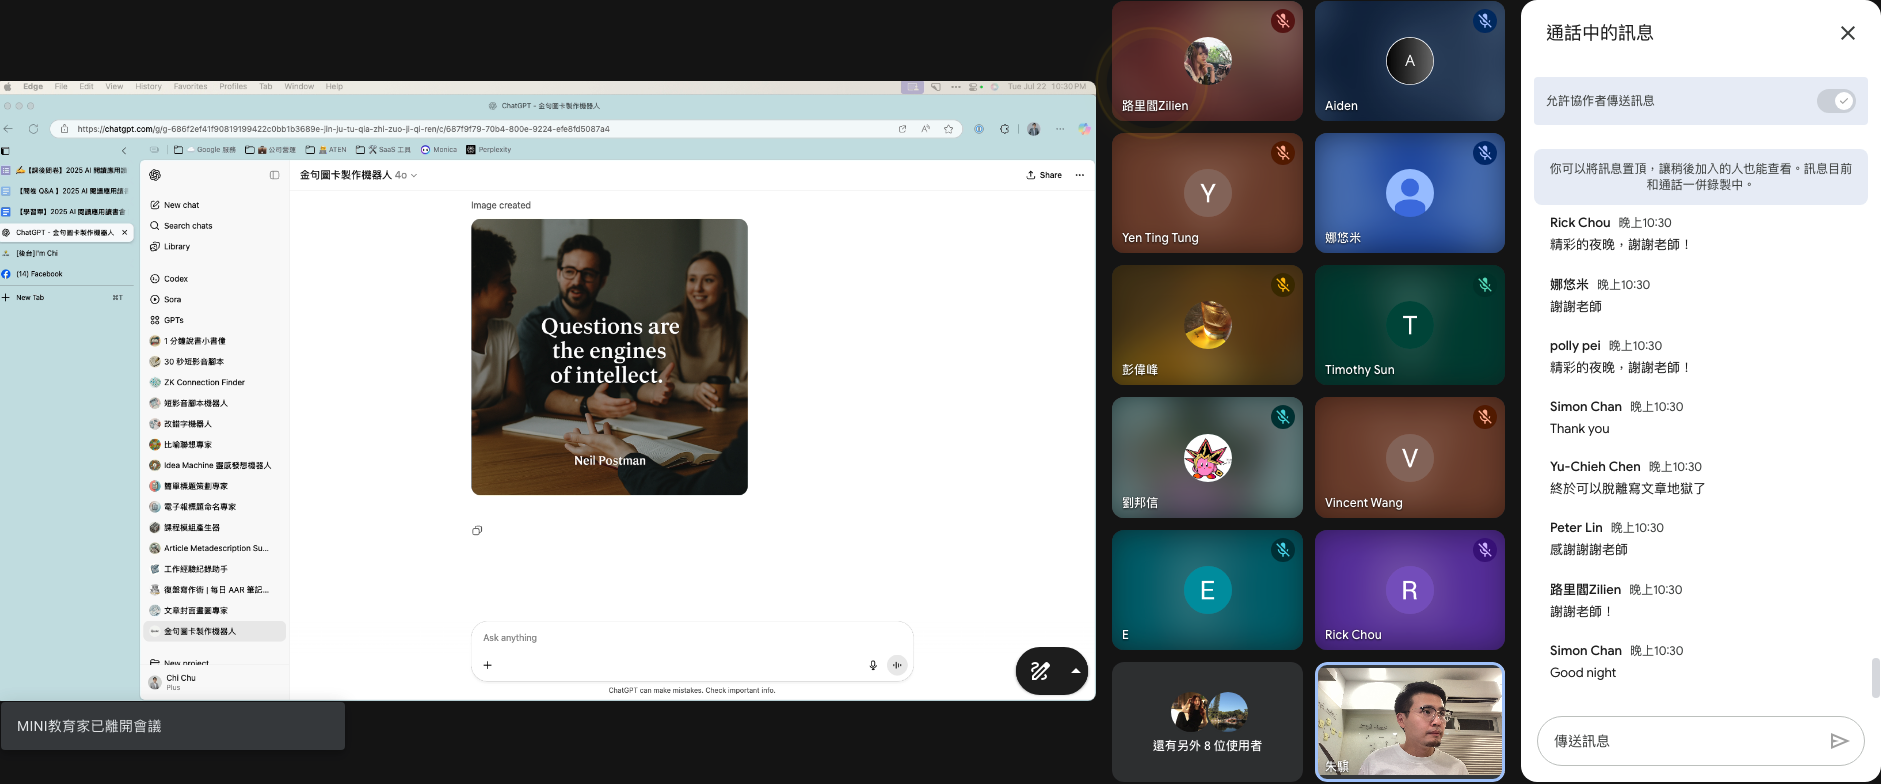 Edge File Edit View History Favorites Profiles Tab Window Help
Tue Jul 22 10:30 PM
ChatGPT - 金句圖卡製作機器人
https://chatgpt.com/g/g-686f2ef41f90819199422c0bb1b3689e-jin-ju-tu-qia-zhi-zuo-ji-qi-ren/c/687f9f79-70b4-800e-9224-efe8fd5087a4
Google 服務 公司營運 ATEN SaaS 工具 Monica Perplexity
【課後問卷】2025 AI 閱讀應用讀
【閱卷 Q&A 】2025 AI 閱讀應用讀
【學習單】2025 AI 閱讀應用讀書會
ChatGPT - 金句圖卡製作機器人
[後台]I'm Chi
(14) Facebook
New Tab ⌘T
New chat
Search chats
Library
Codex
Sora
GPTs
1 分鐘說書小書僮
30 秒短影音腳本
ZK Connection Finder
短影音腳本機器人
改錯字機器人
比喻聯想專家
Idea Machine 靈感發想機器人
簡單標題策劃專家
電子報標題命名專家
課程模組產生器
Article Metadescription Su...
工作經驗紀錄助手
復盤寫作術 | 每日 AAR 筆記...
文章封面畫圖專家
金句圖卡製作機器人
New project
Chi Chu
Plus
金句圖卡製作機器人 4o
Share
Image created
Questions are
the engines
of intellect.
Neil Postman
Ask anything
ChatGPT can make mistakes. Check important info.
MINI教育家已離開會議
路里閻Zilien
A
Aiden
Y
Yen Ting Tung
娜悠米
彭偉峰
T
Timothy Sun
劉邦信
V
Vincent Wang
E
E
R
Rick Chou
還有另外 8 位使用者
朱騏
通話中的訊息
允許協作者傳送訊息
你可以將訊息置頂，讓稍後加入的人也能查看。訊息目前
和通話一併錄製中。
Rick Chou 晚上10:30
精彩的夜晚，謝謝老師！
娜悠米 晚上10:30
謝謝老師
polly pei 晚上10:30
精彩的夜晚，謝謝老師！
Simon Chan 晚上10:30
Thank you
Yu-Chieh Chen 晚上10:30
終於可以脫離寫文章地獄了
Peter Lin 晚上10:30
感謝謝謝老師
路里閻Zilien 晚上10:30
謝謝老師！
Simon Chan 晚上10:30
Good night
傳送訊息